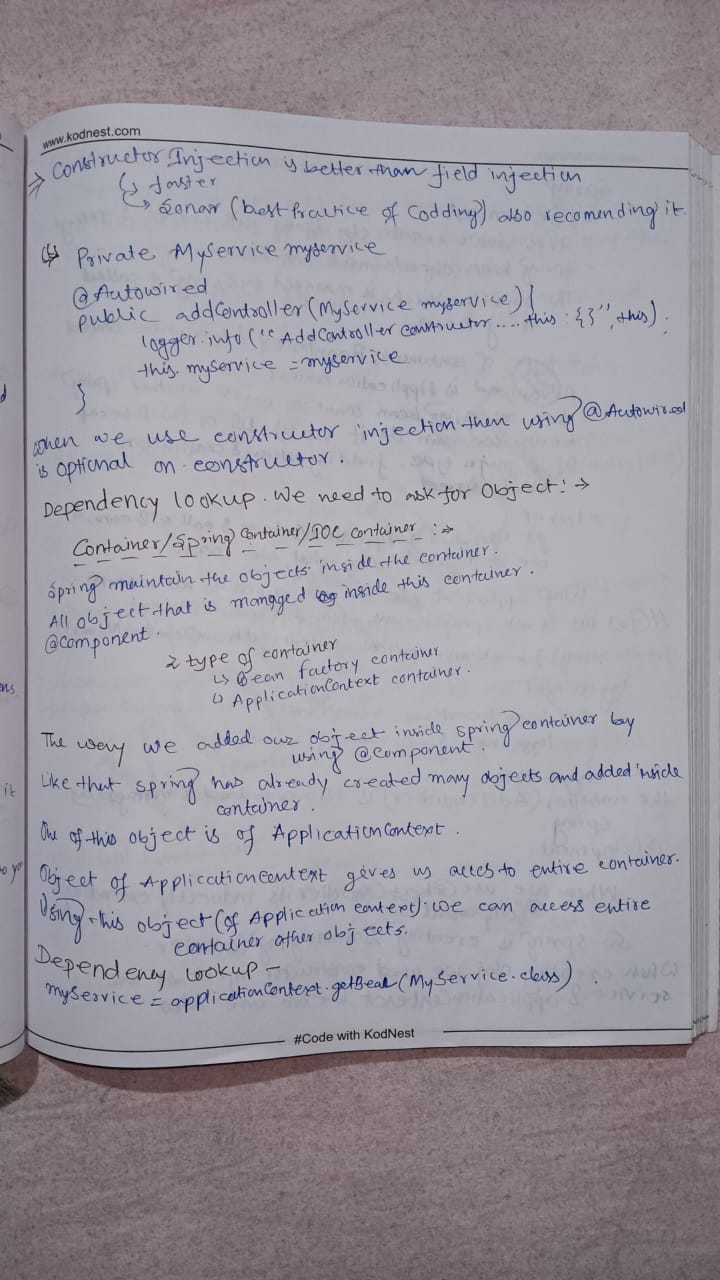 www.kodnest.com
⇒ Constructor Injection is better than field injection
↳ faster
↳ Sonar (best Practice of Codding) also recomending it.
Private MyService myservice
@Autowired
public addController(MyService myservice) {
logger.info("AddController constructor .... this : {}", this).
this.myservice = myservice
}
When we use constructor injection then using @Autowired
is optional on constructor.
Dependency lookup. We need to ask for Object! →
Container/Spring Container/IOC Container :→
Spring maintain the objects inside the container.
All object that is managed inside this container.
@Component.
2 type of container
↳ Bean factory container
↳ ApplicationContext container.
The way we added our object inside spring container by
using @Component.
Like that spring has already created many objects and added inside
container.
One of this object is of ApplicationContext.
Object of Applicationcontext gives us acces to entire container.
Using this object (of Application context). We can access entire
container other objects.
Dependency Lookup –
myService = applicationContext.getBean(MyService.class).
#Code with KodNest